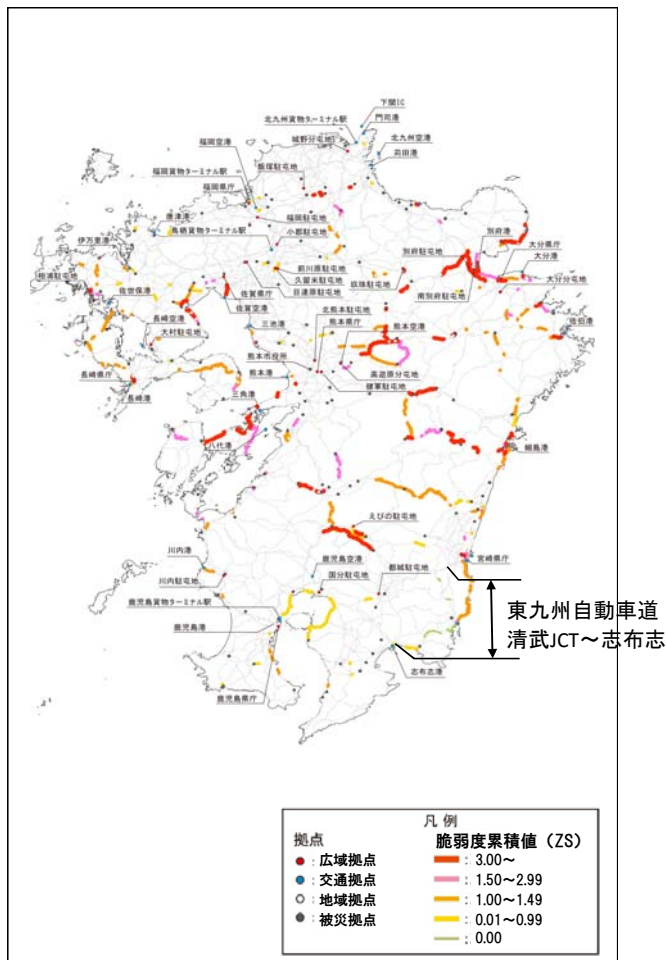 下関IC
北九州貨物ターミナル駅
門司港
城野分屯地
北九州空港
福岡空港
苅田港
福岡貨物ターミナル駅
飯塚駐屯地
福岡県庁
唐津港
福岡駐屯地
鳥栖貨物ターミナル駅
小郡駐屯地
伊万里港
別府港
別府駐屯地
大分県庁
大分港
相浦駐屯地
前川原駐屯地
玖珠駐屯地
佐世保港
久留米駐屯地
南別府駐屯地
大分分屯地
佐賀県庁
目達原駐屯地
佐賀空港
北熊本駐屯地
長崎空港
三池港
熊本県庁
熊本空港
佐伯港
大村駐屯地
熊本市役所
高遊原分屯地
長崎県庁
熊本港
健軍駐屯地
長崎港
三角港
八代港
細島港
えびの駐屯地
川内港
鹿児島空港
宮崎県庁
川内駐屯地
国分駐屯地
都城駐屯地
鹿児島貨物ターミナル駅
東九州自動車道
鹿児島港
清武JCT～志布志
志布志港
鹿児島県庁
凡 例
拠点
脆弱度累積値（ZS）
：広域拠点
：3.00～
：交通拠点
：1.50～2.99
：地域拠点
：1.00～1.49
：被災拠点
：0.01～0.99
：0.00